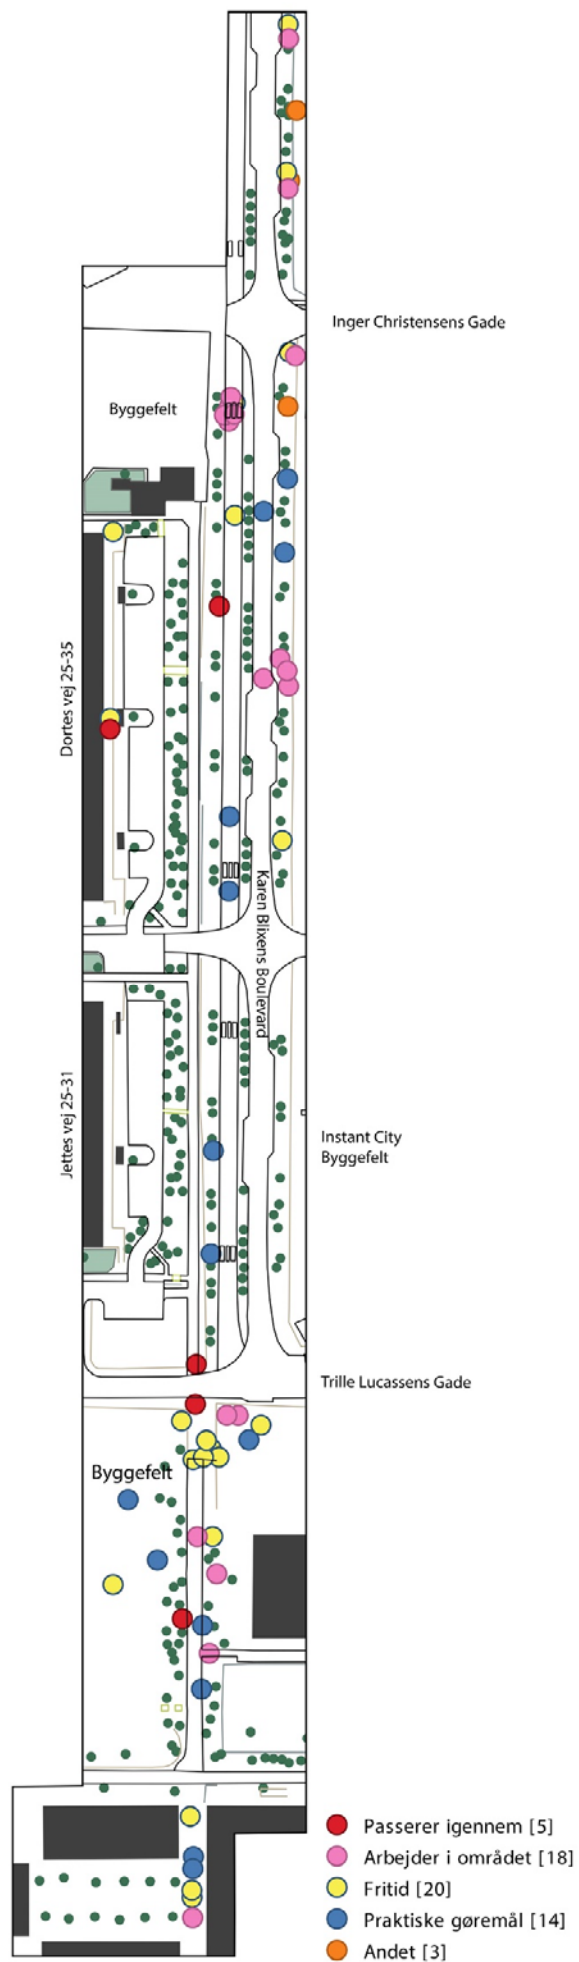 Inger Christensens Gade
Byggefelt
Dortes vej 25-35
Karen Blixens Boulevard
Jettes vej 25-31
Instant City
Byggefelt
Trille Lucassens Gade
Byggefelt
Passerer igennem [5]
Arbejder i området [18]
Fritid [20]
Praktiske gøremål [14]
Andet [3]